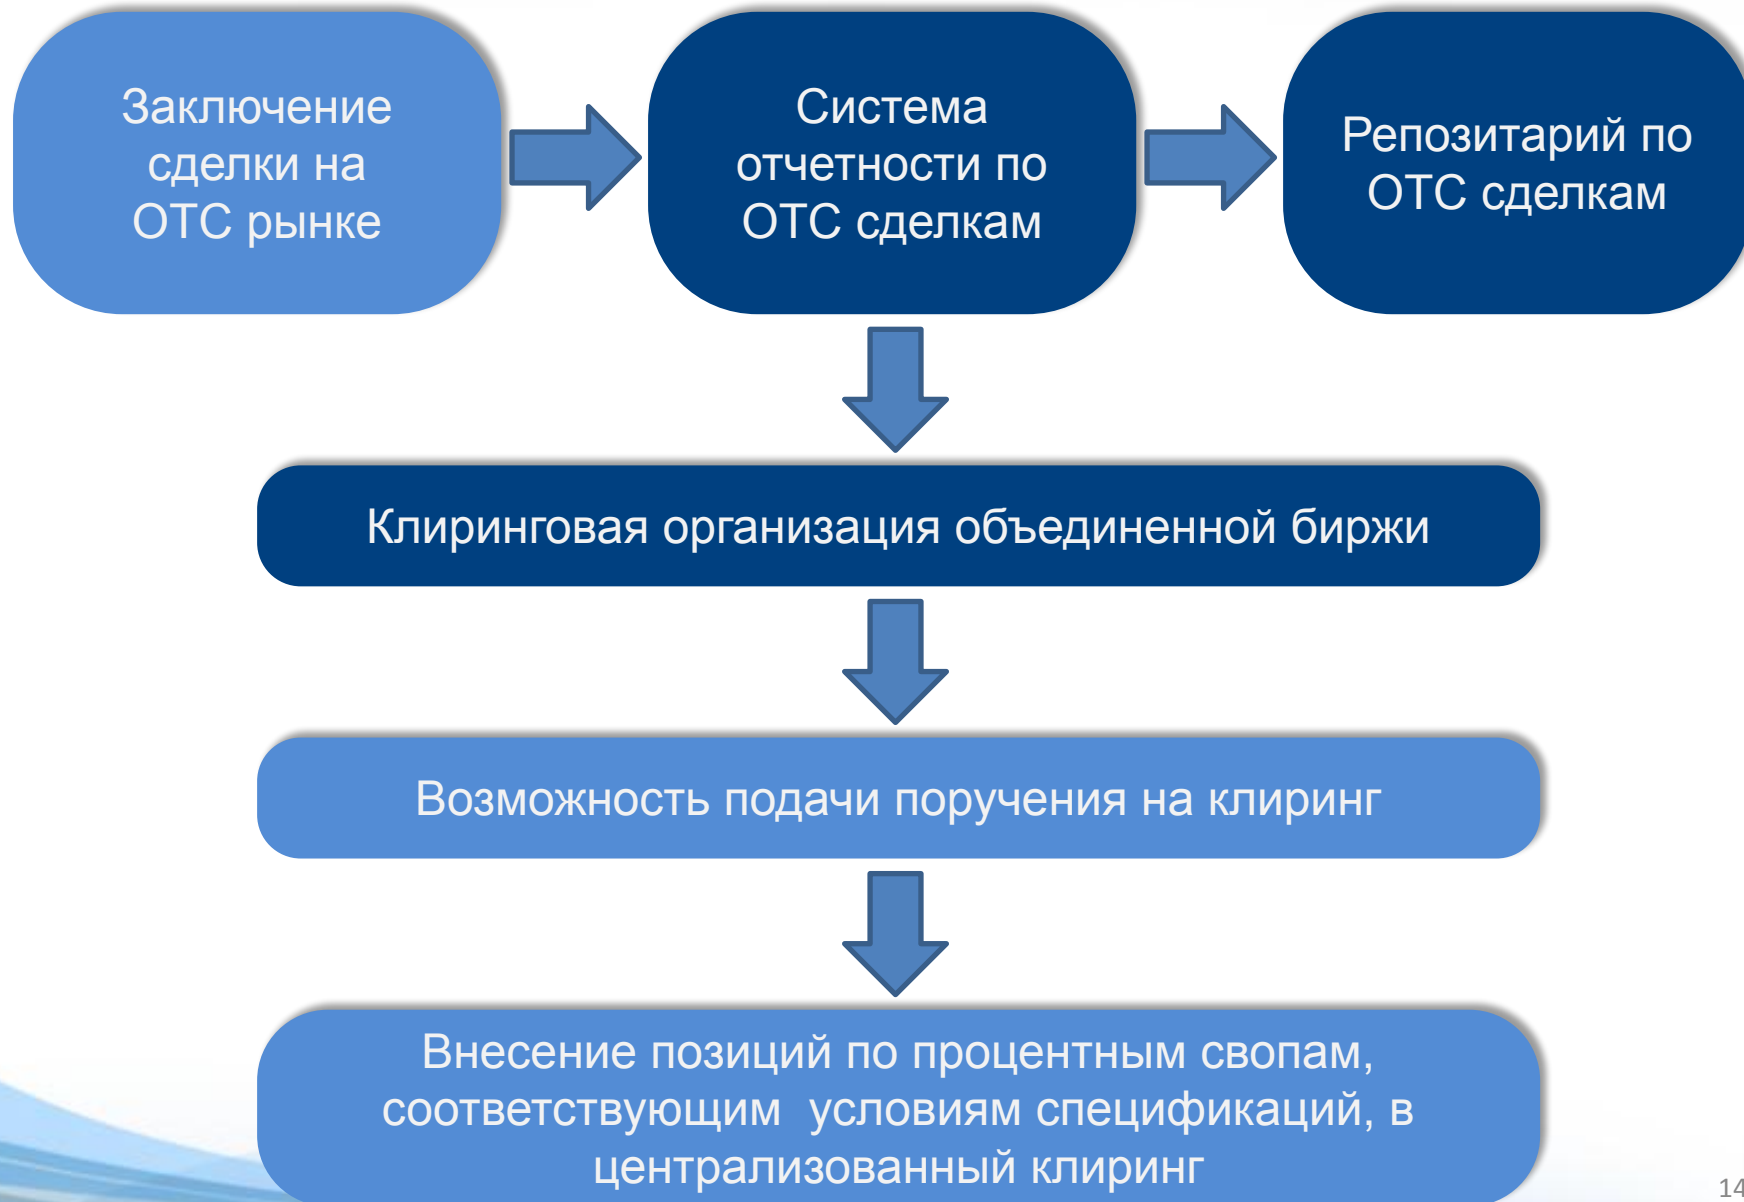 Заключение
сделки на
ОТС рынке
Система
отчетности по
ОТС сделкам
Репозитарий по
ОТС сделкам
Клиринговая организация объединенной биржи
Возможность подачи поручения на клиринг
Внесение позиций по процентным свопам,
соответствующим условиям спецификаций, в
централизованный клиринг
14